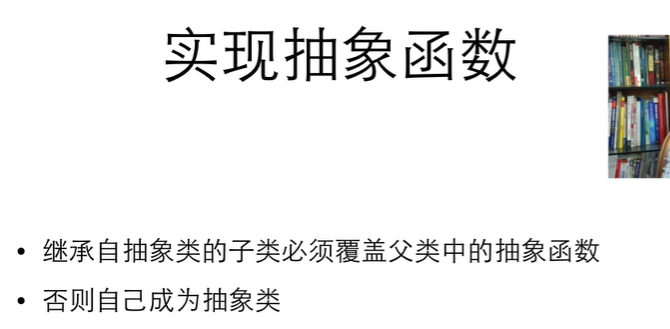 实现抽象函数
• 继承自抽象类的子类必须覆盖父类中的抽象函数
• 否则自己成为抽象类